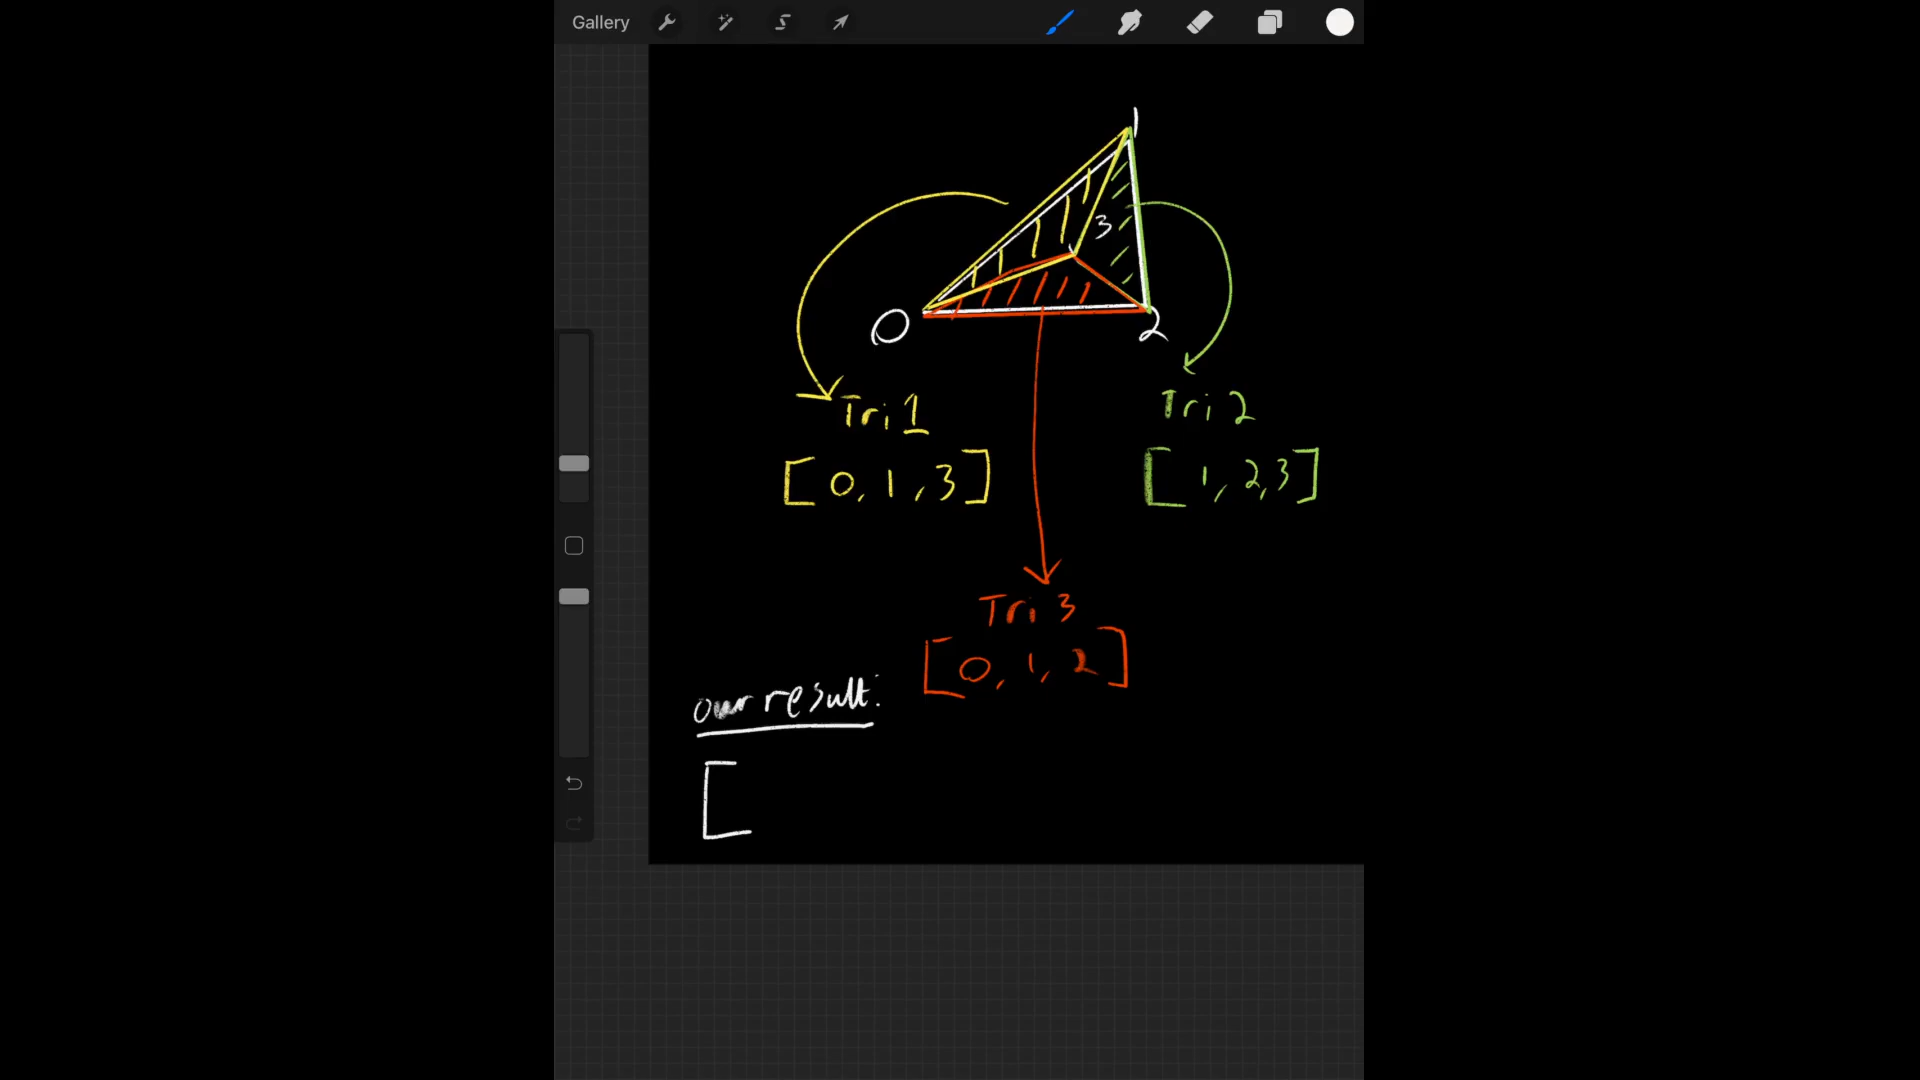 Gallery
1
3
0
2
Tri 1
Tri 2
[0, 1, 3]
[1, 2, 3]
Tri 3
[0, 1, 2]
our result:
[